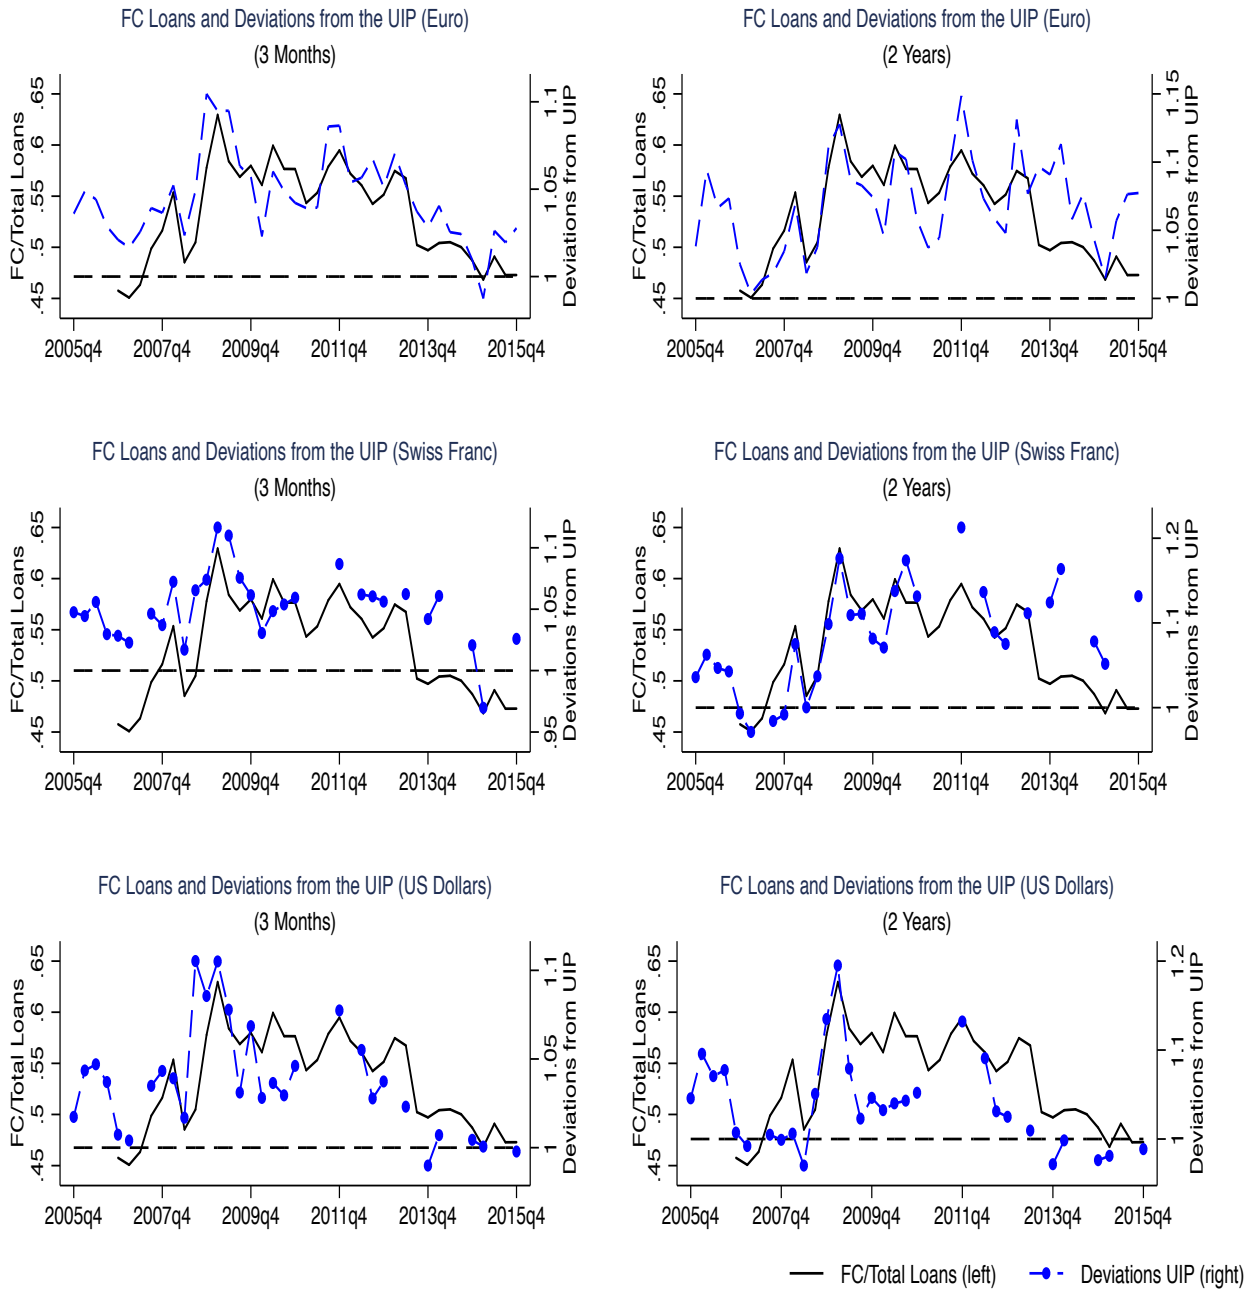 FC Loans and Deviations from the UIP (Euro)
(3 Months)
FC/Total Loans
.65
.6
.55
.5
.45
1.1
1.05
1
Deviations from UIP
2005q4 2007q4 2009q4 2011q4 2013q4 2015q4
FC Loans and Deviations from the UIP (Euro)
(2 Years)
FC/Total Loans
.65
.6
.55
.5
.45
1.15
1.1
1.05
1
Deviations from UIP
2005q4 2007q4 2009q4 2011q4 2013q4 2015q4
FC Loans and Deviations from the UIP (Swiss Franc)
(3 Months)
FC/Total Loans
.65
.6
.55
.5
.45
1.1
1.05
1
.95
Deviations from UIP
2005q4 2007q4 2009q4 2011q4 2013q4 2015q4
FC Loans and Deviations from the UIP (Swiss Franc)
(2 Years)
FC/Total Loans
.65
.6
.55
.5
.45
1.2
1.1
1
Deviations from UIP
2005q4 2007q4 2009q4 2011q4 2013q4 2015q4
FC Loans and Deviations from the UIP (US Dollars)
(3 Months)
FC/Total Loans
.65
.6
.55
.5
.45
1.1
1.05
1
Deviations from UIP
2005q4 2007q4 2009q4 2011q4 2013q4 2015q4
FC Loans and Deviations from the UIP (US Dollars)
(2 Years)
FC/Total Loans
.65
.6
.55
.5
.45
1.2
1.1
1
Deviations from UIP
2005q4 2007q4 2009q4 2011q4 2013q4 2015q4
FC/Total Loans (left) Deviations UIP (right)